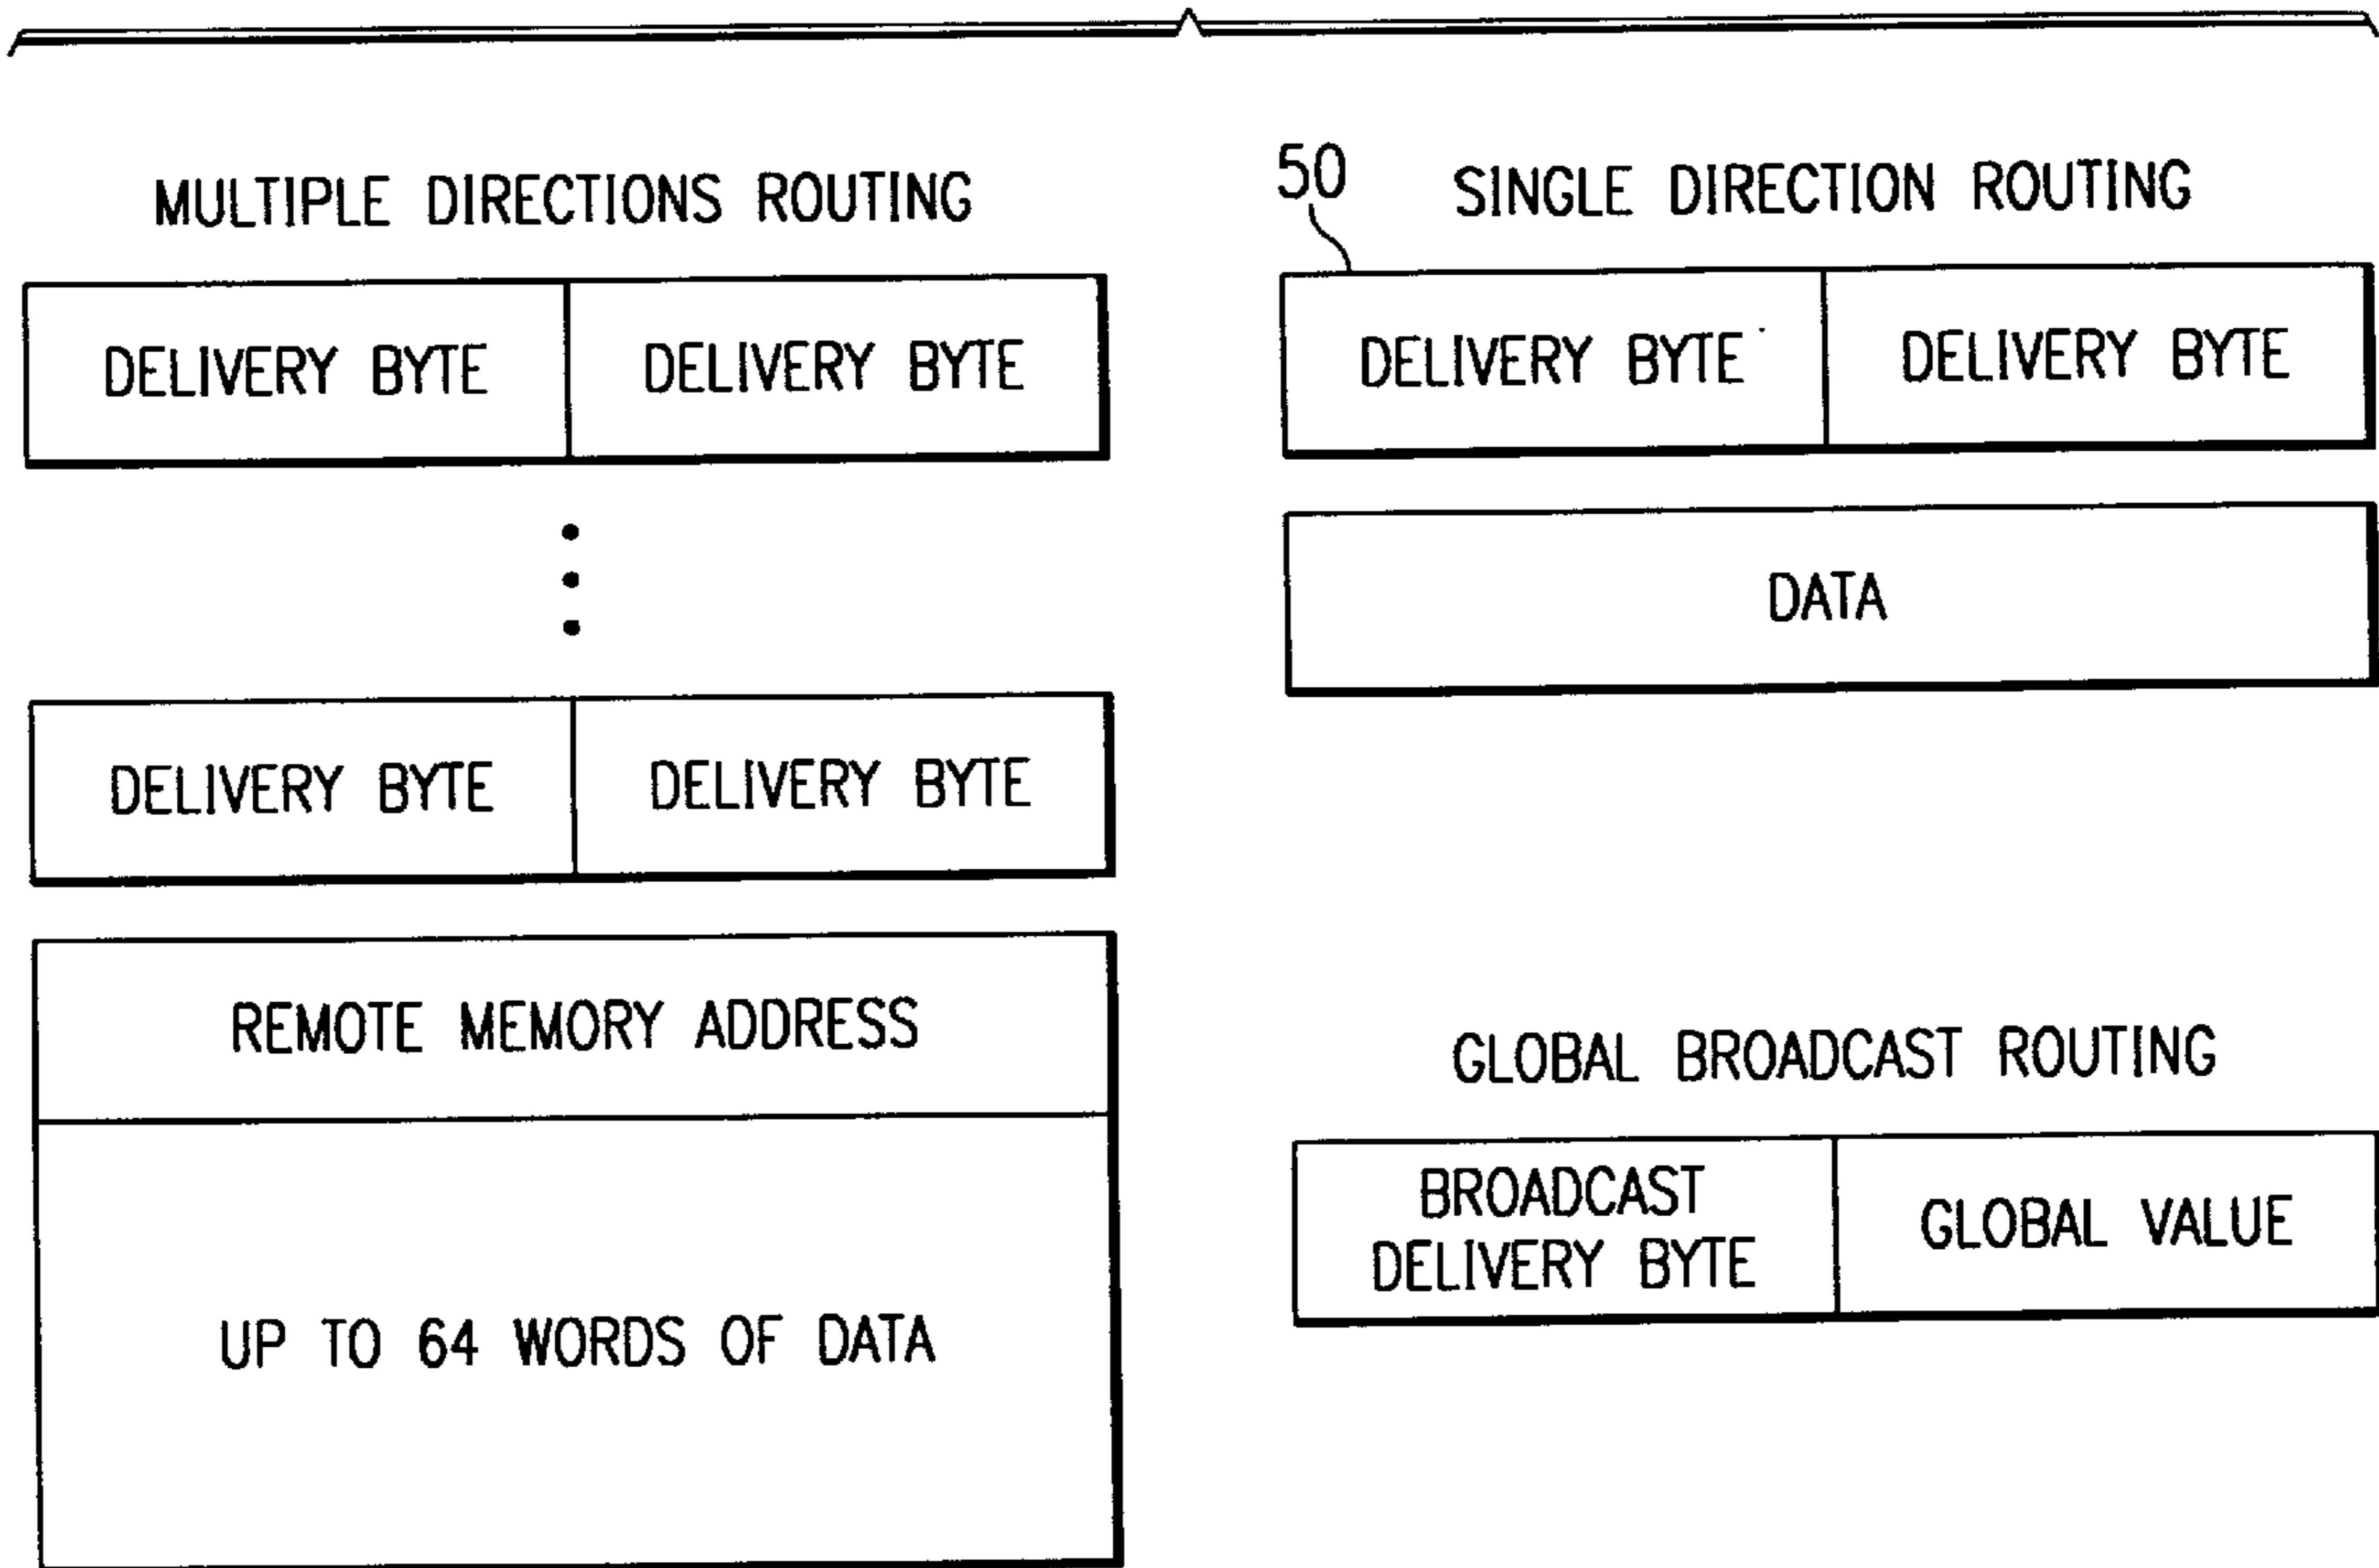 MULTIPLE DIRECTIONS ROUTING
DELIVERY BYTE DELIVERY BYTE
DELIVERY BYTE DELIVERY BYTE
REMOTE MEMORY ADDRESS
UP TO 64 WORDS OF DATA
50
SINGLE DIRECTION ROUTING
DELIVERY BYTE DELIVERY BYTE
DATA
GLOBAL BROADCAST ROUTING
BROADCAST
DELIVERY BYTE
GLOBAL VALUE